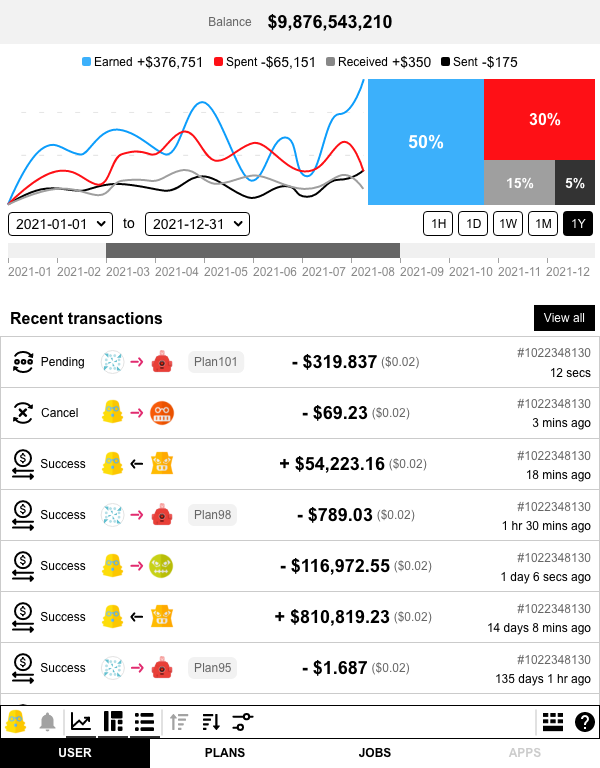 Balance $9,876,543,210
Earned +$376,751 Spent -$65,151 Received +$350 Sent -$175
50%
30%
15%
5%
2021-01-01 to 2021-12-31 1H 1D 1W 1M 1Y
2021-01 2021-02 2021-03 2021-04 2021-05 2021-06 2021-07 2021-08 2021-09 2021-10 2021-11 2021-12
Recent transactions View all
Pending Plan101 - $319.837 ($0.02) #1022348130
12 secs
Cancel - $69.23 ($0.02) #1022348130
3 mins ago
Success + $54,223.16 ($0.02) #1022348130
18 mins ago
Success Plan98 - $789.03 ($0.02) #1022348130
1 hr 30 mins ago
Success - $116,972.55 ($0.02) #1022348130
1 day 6 secs ago
Success + $810,819.23 ($0.02) #1022348130
14 days 8 mins ago
Success Plan95 - $1.687 ($0.02) #1022348130
135 days 1 hr ago
USER PLANS JOBS APPS